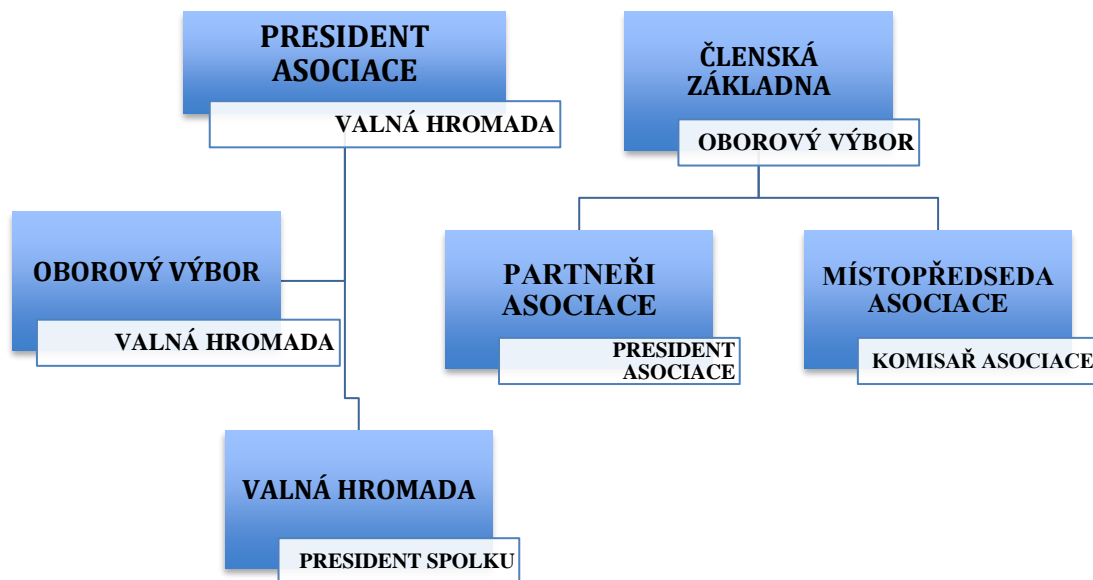 PRESIDENT
ASOCIACE
VALNÁ HROMADA
ČLENSKÁ
ZÁKLADNA
OBOROVÝ VÝBOR
OBOROVÝ VÝBOR
VALNÁ HROMADA
PARTNEŘI
ASOCIACE
PRESIDENT
ASOCIACE
MÍSTOPŘEDSEDA
ASOCIACE
KOMISAŘ ASOCIACE
VALNÁ HROMADA
PRESIDENT SPOLKU